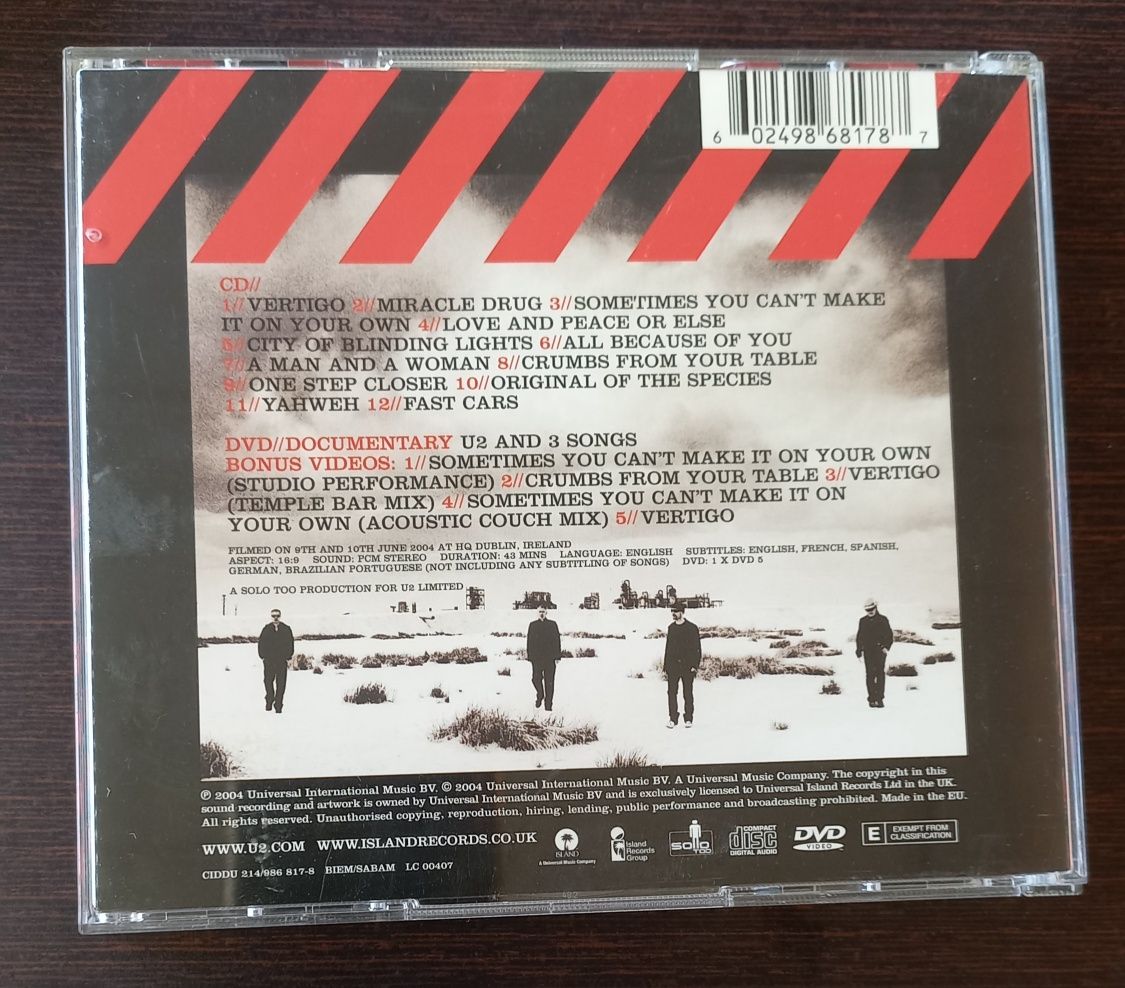 6 02498 68178 7
CD//
1//VERTIGO 2//MIRACLE DRUG 3//SOMETIMES YOU CAN'T MAKE
IT ON YOUR OWN 4//LOVE AND PEACE OR ELSE
5//CITY OF BLINDING LIGHTS 6//ALL BECAUSE OF YOU
7//A MAN AND A WOMAN 8//CRUMBS FROM YOUR TABLE
9//ONE STEP CLOSER 10//ORIGINAL OF THE SPECIES
11//YAHWEH 12//FAST CARS
DVD//DOCUMENTARY U2 AND 3 SONGS
BONUS VIDEOS: 1//SOMETIMES YOU CAN'T MAKE IT ON YOUR OWN
(STUDIO PERFORMANCE) 2//CRUMBS FROM YOUR TABLE 3//VERTIGO
(TEMPLE BAR MIX) 4//SOMETIMES YOU CAN'T MAKE IT ON
YOUR OWN (ACOUSTIC COUCH MIX) 5//VERTIGO
FILMED ON 9TH AND 10TH JUNE 2004 AT HQ DUBLIN, IRELAND
ASPECT: 16:9 SOUND: PCM STEREO DURATION: 43 MINS LANGUAGE: ENGLISH SUBTITLES: ENGLISH, FRENCH, SPANISH,
GERMAN, BRAZILIAN PORTUGUESE (NOT INCLUDING ANY SUBTITLING OF SONGS) DVD: 1 X DVD 5
A SOLO TOO PRODUCTION FOR U2 LIMITED
℗ 2004 Universal International Music BV. © 2004 Universal International Music BV. A Universal Music Company. The copyright in this
sound recording and artwork is owned by Universal International Music BV and is exclusively licensed to Universal Island Records Ltd in the UK.
All rights reserved. Unauthorised copying, reproduction, hiring, lending, public performance and broadcasting prohibited. Made in the EU.
WWW.U2.COM WWW.ISLANDRECORDS.CO.UK
ISLAND
A Universal Music Company
Island
Records
Group
solo
TOO
COMPACT
disc
DIGITAL AUDIO
DVD
VIDEO
E EXEMPT FROM
CLASSIFICATION
CIDDU 214/986 817-8 BIEM/SABAM LC 00407